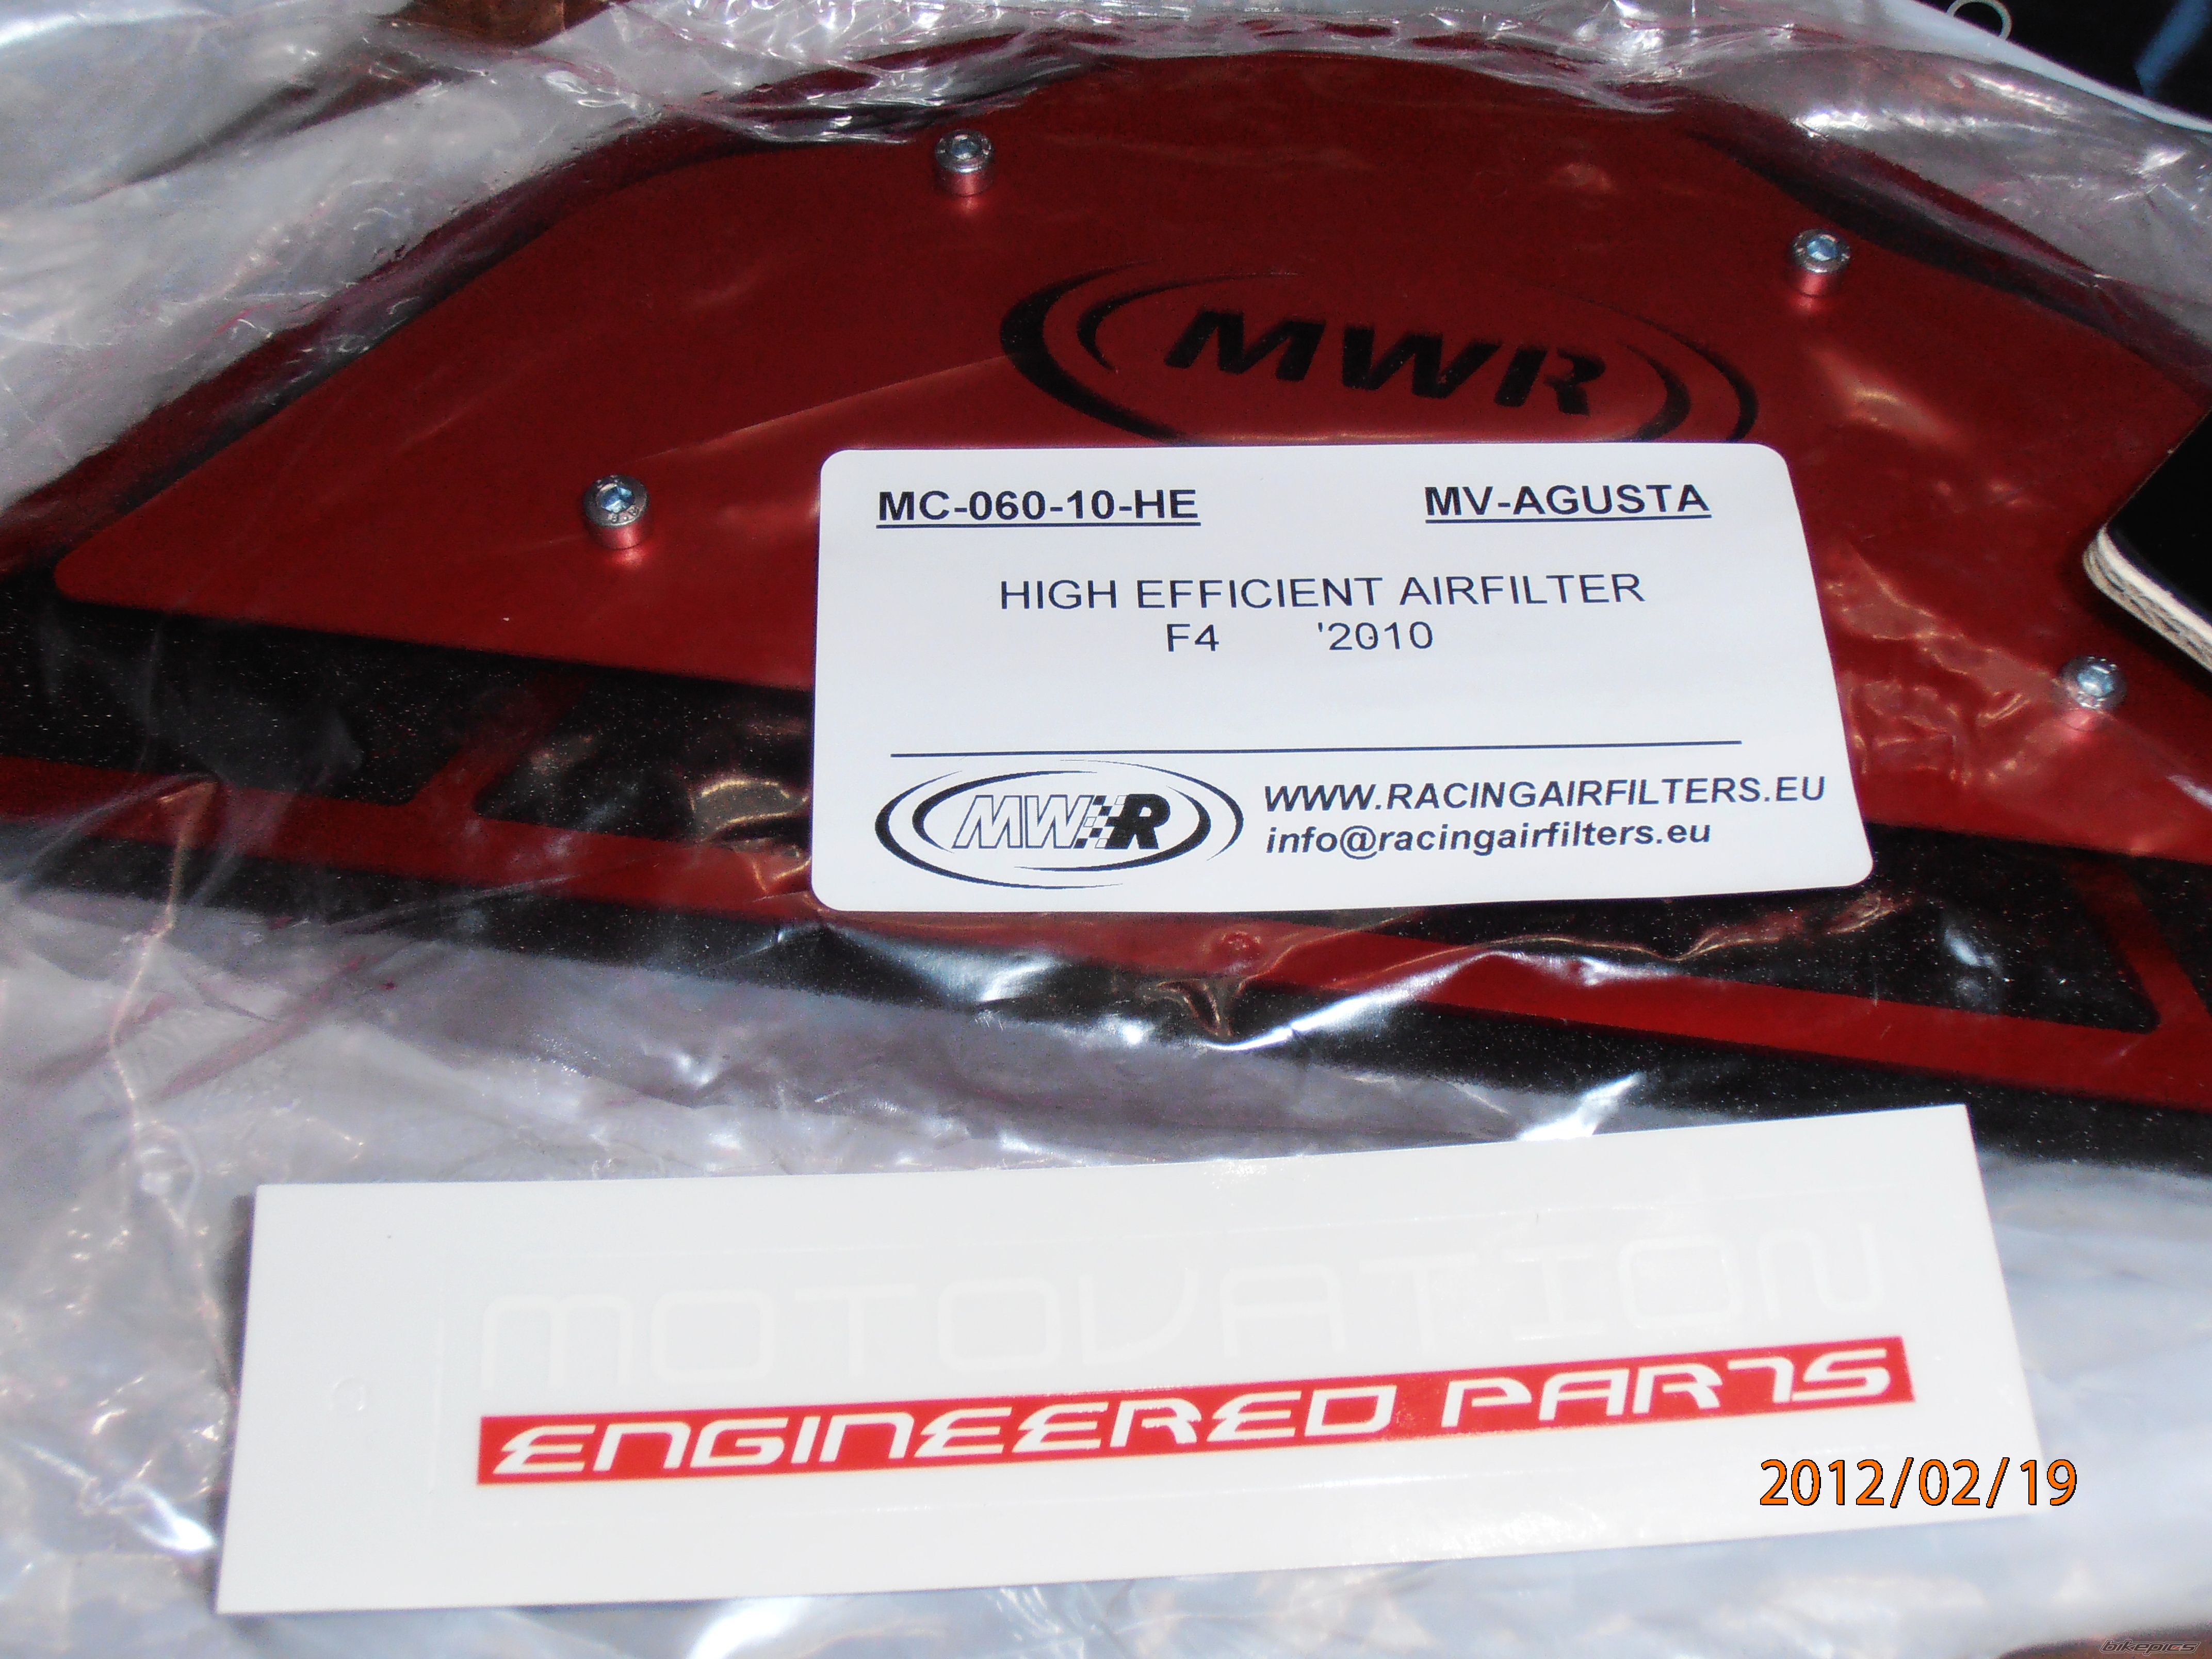 MWR
MC-060-10-HE MV-AGUSTA
HIGH EFFICIENT AIRFILTER
F4 '2010
MWR
WWW.RACINGAIRFILTERS.EU
info@racingairfilters.eu
MOTOVATION
ENGINEERED PARTS
2012/02/19
bikepics